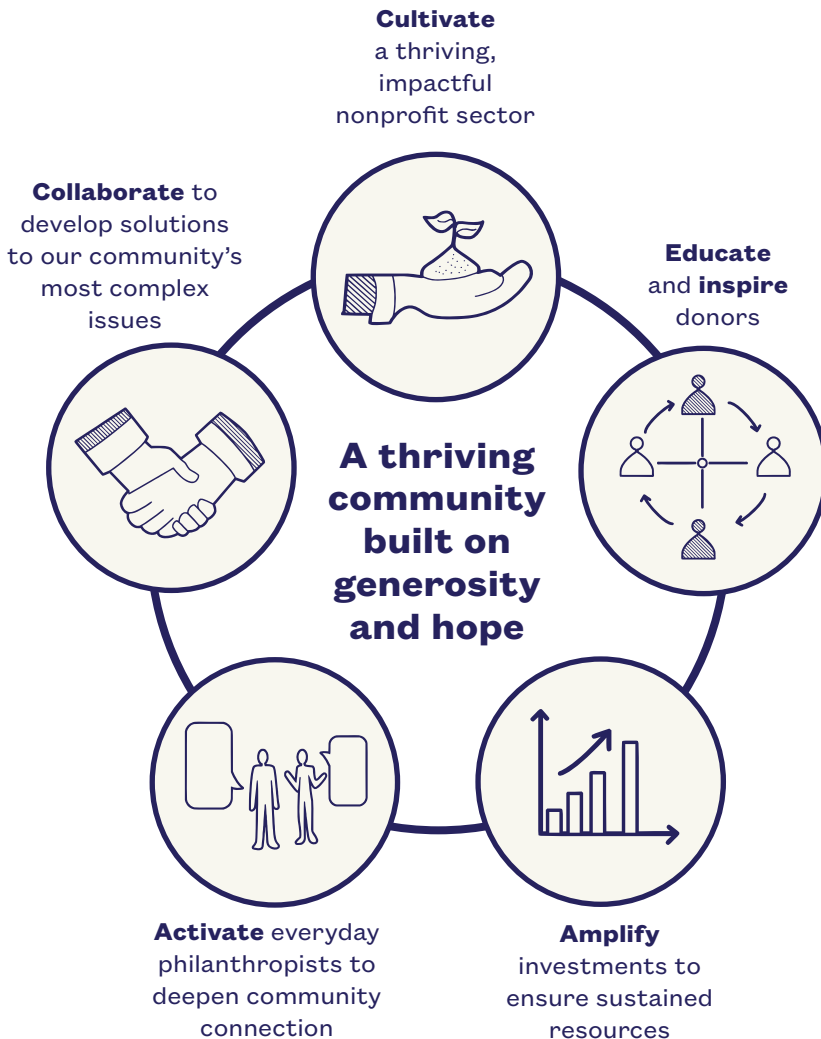 Cultivate
a thriving,
impactful
nonprofit sector
Collaborate to
develop solutions
to our community's
most complex
issues
Educate
and inspire
donors
A thriving
community
built on
generosity
and hope
Activate everyday
philanthropists to
deepen community
connection
Amplify
investments to
ensure sustained
resources